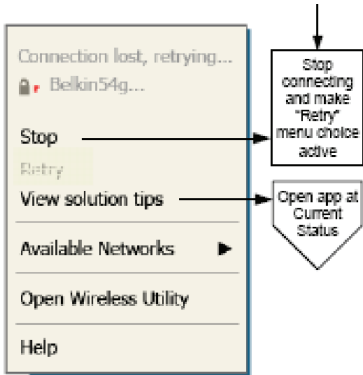 Connection lost, retrying...
Belkin54g...
Stop
Retry
View solution tips
Available Networks
Open Wireless Utility
Help
Stop
connecting
and make
"Retry"
menu choice
active
Open app at
Current
Status